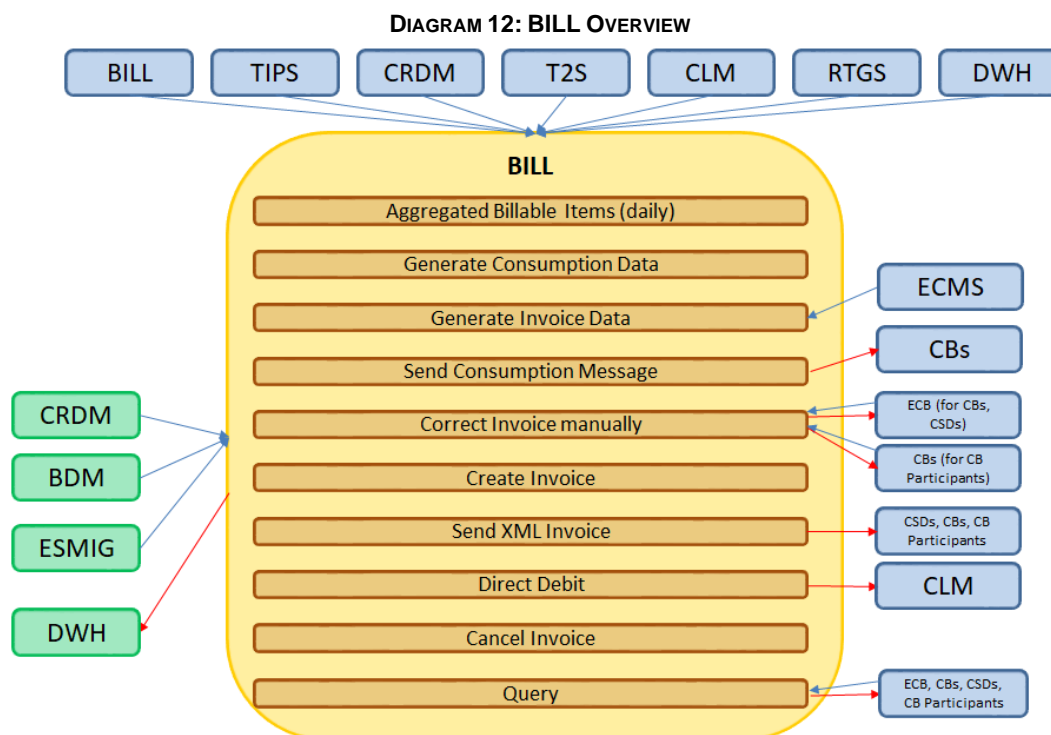 DIAGRAM 12: BILL OVERVIEW
BILL
TIPS
CRDM
T2S
CLM
RTGS
DWH
BILL
Aggregated Billable Items (daily)
Generate Consumption Data
Generate Invoice Data
Send Consumption Message
Correct Invoice manually
Create Invoice
Send XML Invoice
Direct Debit
Cancel Invoice
Query
CRDM
BDM
ESMIG
DWH
ECMS
CBs
ECB (for CBs,
CSDs)
CBs (for CB
Participants)
CSDs, CBs, CB
Participants
CLM
ECB, CBs, CSDs,
CB Participants